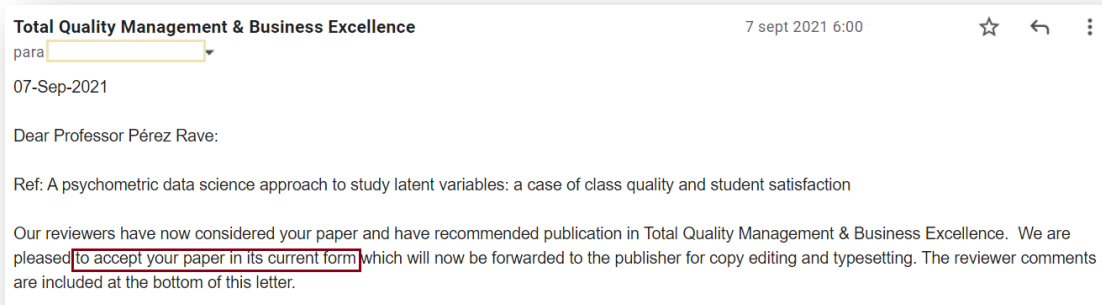 Total Quality Management & Business Excellence
7 sept 2021 6:00
para
07-Sep-2021
Dear Professor Pérez Rave:
Ref: A psychometric data science approach to study latent variables: a case of class quality and student satisfaction
Our reviewers have now considered your paper and have recommended publication in Total Quality Management & Business Excellence.  We are
pleased to accept your paper in its current form which will now be forwarded to the publisher for copy editing and typesetting. The reviewer comments
are included at the bottom of this letter.